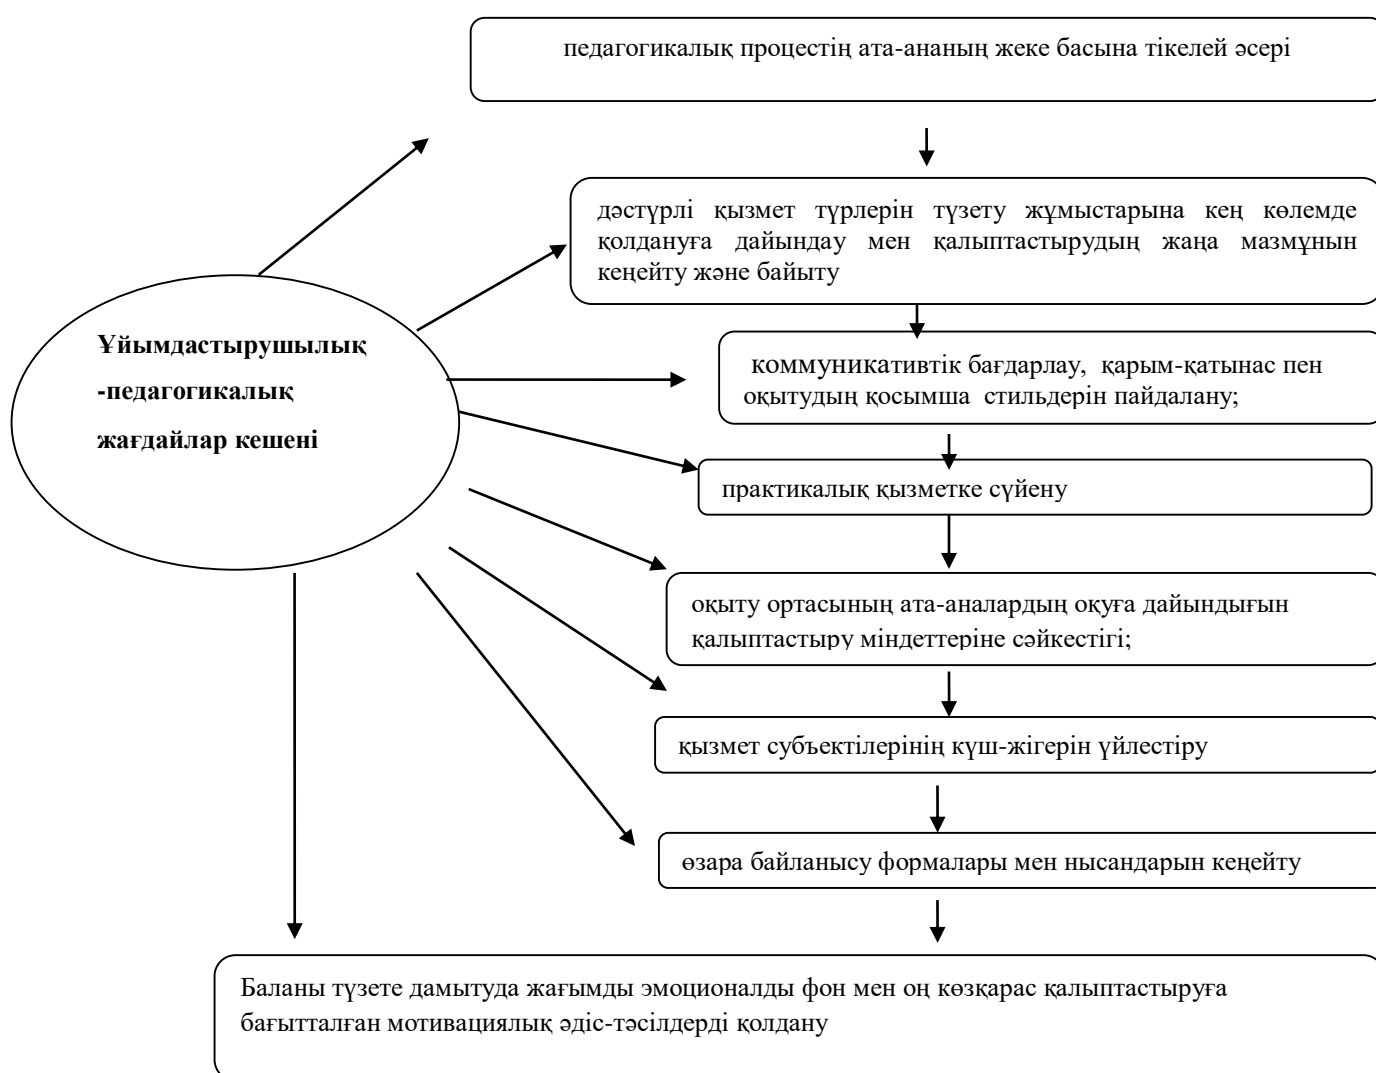 педагогикалық процестің ата-ананың жеке басына тікелей әсері
дәстүрлі қызмет түрлерін түзету жұмыстарына кең көлемде
қолдануға дайындау мен қалыптастырудың жаңа мазмұнын
кеңейту және байыту
Ұйымдастырушылық
-педагогикалық
жағдайлар кешені
коммуникативтік бағдарлау, қарым-қатынас пен
оқытудың қосымша стильдерін пайдалану;
практикалық қызметке сүйену
оқыту ортасының ата-аналардың оқуға дайындығын
қалыптастыру міндеттеріне сәйкестігі;
қызмет субъектілерінің күш-жігерін үйлестіру
өзара байланысу формалары мен нысандарын кеңейту
Баланы түзете дамытуда жағымды эмоционалды фон мен оң көзқарас қалыптастыруға
бағытталған мотивациялық әдіс-тәсілдерді қолдану